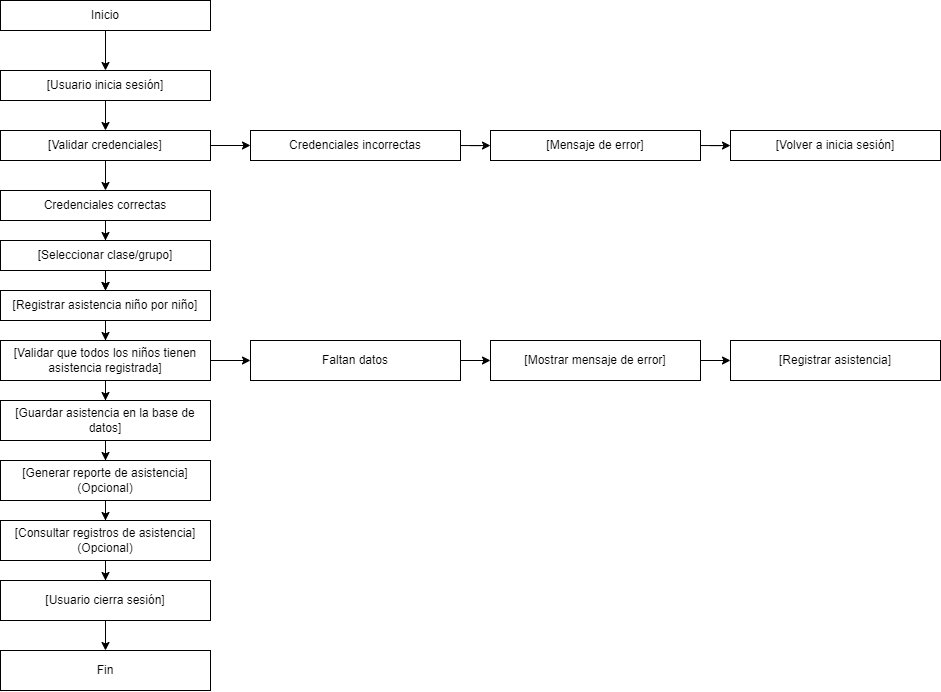 Inicio
[Usuario inicia sesión]
[Validar credenciales]
Credenciales incorrectas
[Mensaje de error]
[Volver a inicia sesión]
Credenciales correctas
[Seleccionar clase/grupo]
[Registrar asistencia niño por niño]
[Validar que todos los niños tienen
asistencia registrada]
Faltan datos
[Mostrar mensaje de error]
[Registrar asistencia]
[Guardar asistencia en la base de
datos]
[Generar reporte de asistencia]
(Opcional)
[Consultar registros de asistencia]
(Opcional)
[Usuario cierra sesión]
Fin